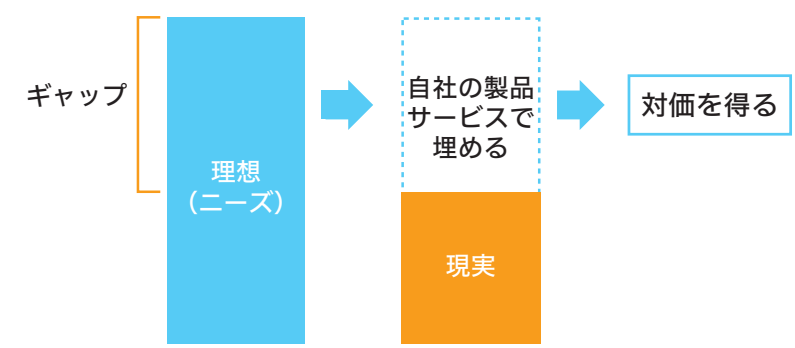 ギャップ
理想
（ニーズ）
自社の製品
サービスで
埋める
現実
対価を得る